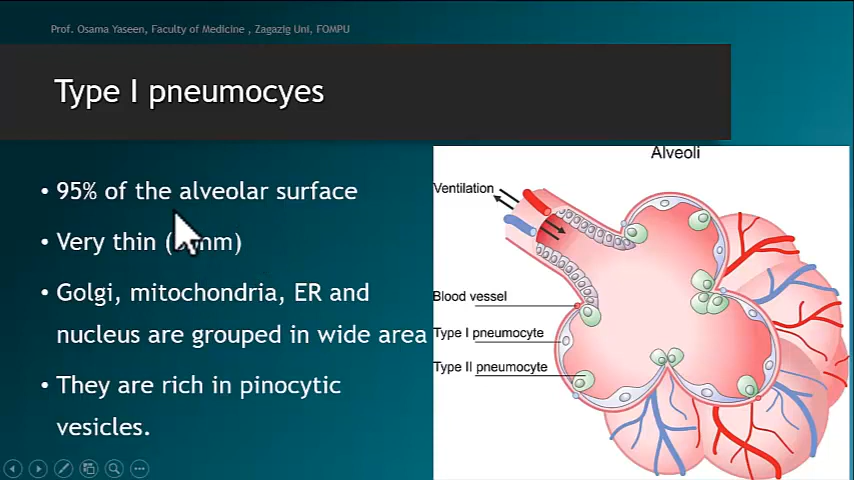 Prof. Osama Yaseen, Faculty of Medicine , Zagazig Uni, FOMPU
Type I pneumocyes
• 95% of the alveolar surface
• Very thin (
• Golgi, mitochondria, ER and
nucleus are grouped in wide area
• They are rich in pinocytic
vesicles.
Alveoli
Ventilation
Blood vessel
Type I pneumocyte
Type II pneumocyte